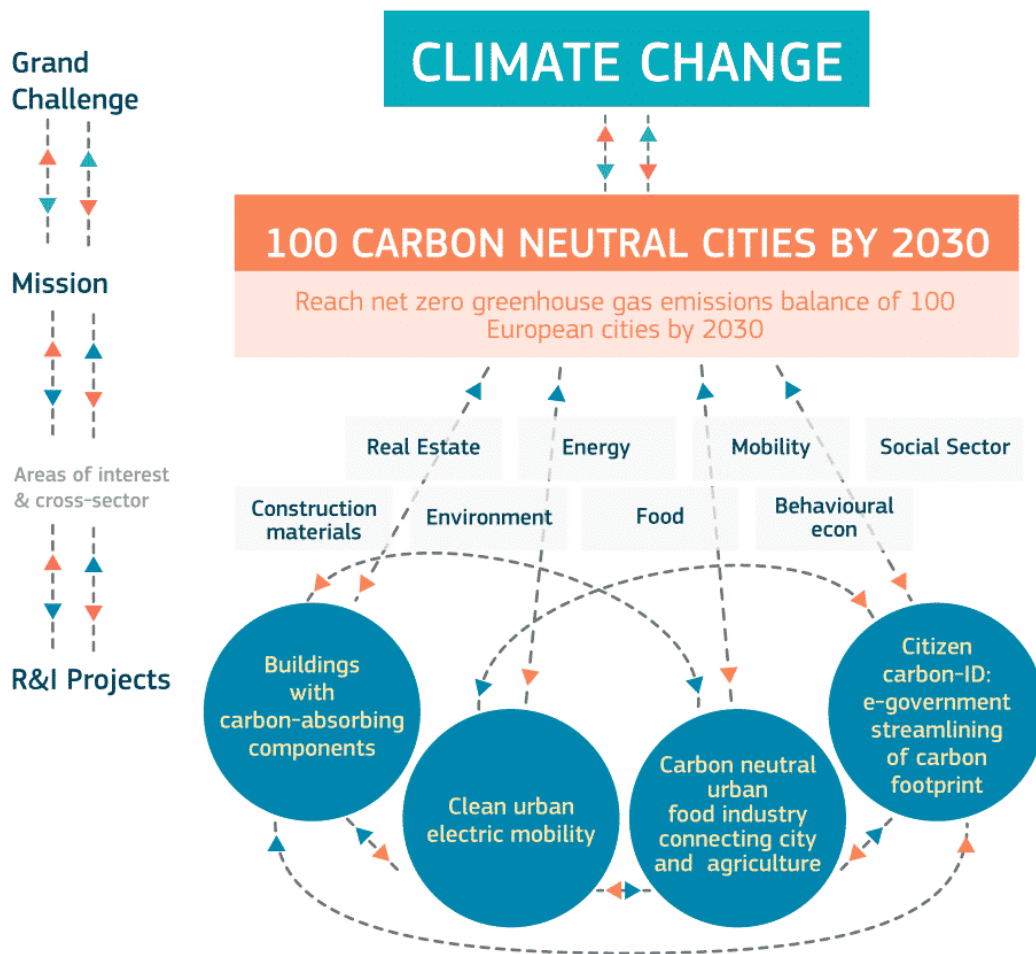 Grand
Challenge
CLIMATE CHANGE
100 CARBON NEUTRAL CITIES BY 2030
Reach net zero greenhouse gas emissions balance of 100
European cities by 2030
Mission
Areas of interest
& cross-sector
Real Estate
Energy
Mobility
Social Sector
Construction
materials
Environment
Food
Behavioural
econ
R&I Projects
Buildings
with
carbon-absorbing
components
Clean urban
electric mobility
Carbon neutral
urban
food industry
connecting city
and agriculture
Citizen
carbon-ID:
e-government
streamlining
of carbon
footprint